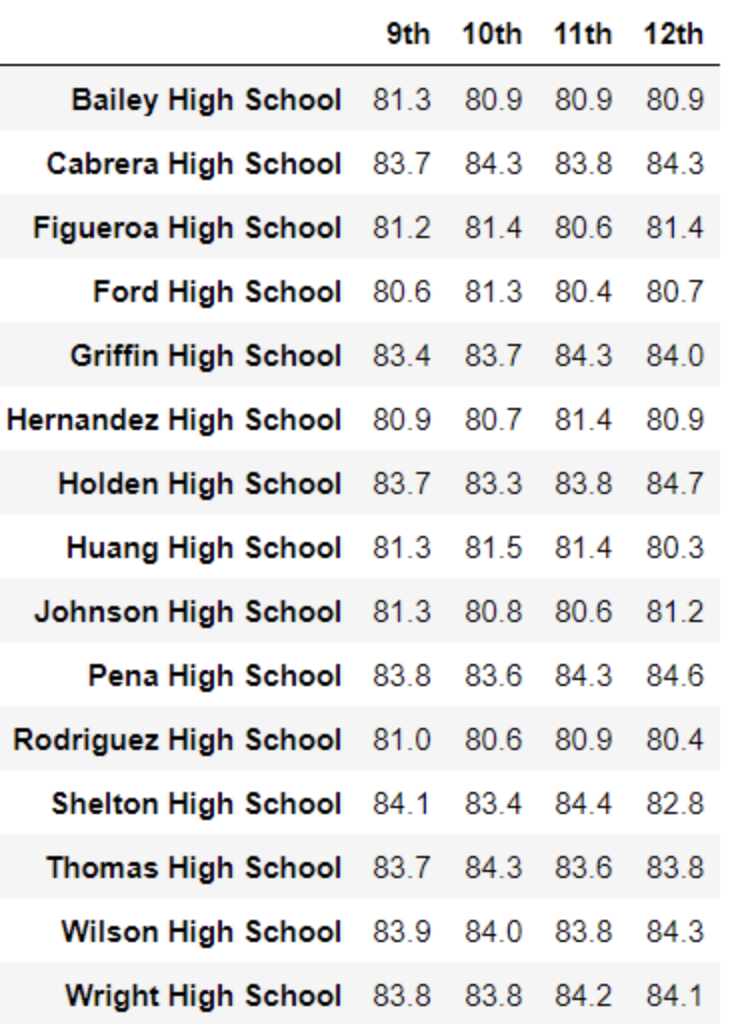 9th 10th 11th 12th
Bailey High School 81.3 80.9 80.9 80.9
Cabrera High School 83.7 84.3 83.8 84.3
Figueroa High School 81.2 81.4 80.6 81.4
Ford High School 80.6 81.3 80.4 80.7
Griffin High School 83.4 83.7 84.3 84.0
Hernandez High School 80.9 80.7 81.4 80.9
Holden High School 83.7 83.3 83.8 84.7
Huang High School 81.3 81.5 81.4 80.3
Johnson High School 81.3 80.8 80.6 81.2
Pena High School 83.8 83.6 84.3 84.6
Rodriguez High School 81.0 80.6 80.9 80.4
Shelton High School 84.1 83.4 84.4 82.8
Thomas High School 83.7 84.3 83.6 83.8
Wilson High School 83.9 84.0 83.8 84.3
Wright High School 83.8 83.8 84.2 84.1